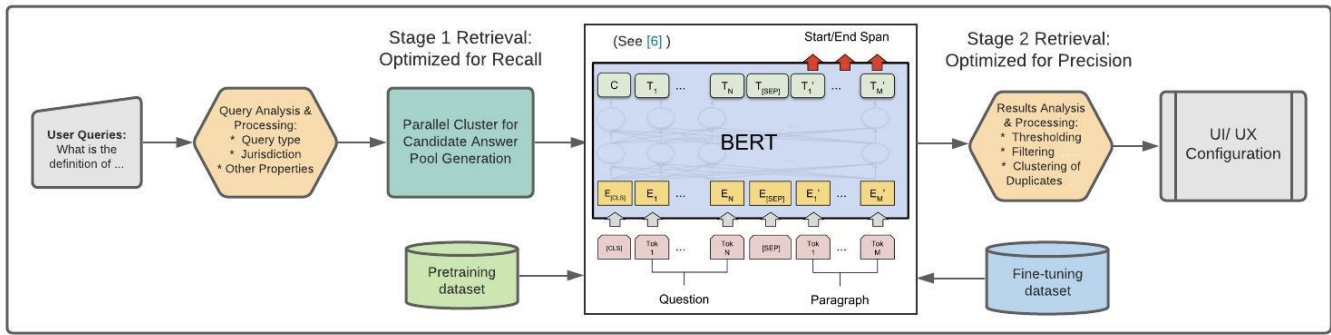 User Queries:
What is the
definition of ...
Query Analysis &
Processing:
* Query type
* Jurisdiction
* Other Properties
Stage 1 Retrieval:
Optimized for Recall
Parallel Cluster for
Candidate Answer
Pool Generation
Pretraining
dataset
(See [6] )
Start/End Span
C T1 ... TN T[SEP] T1' ... TM'
BERT
E[CLS] E1 ... EN E[SEP] E1' ... EM'
[CLS] Tok 1 ... Tok N [SEP] Tok 1 ... Tok M
Question
Paragraph
Stage 2 Retrieval:
Optimized for Precision
Results Analysis
& Processing:
* Thresholding
* Filtering
Clustering of
Duplicates
Fine-tuning
dataset
UI/ UX
Configuration